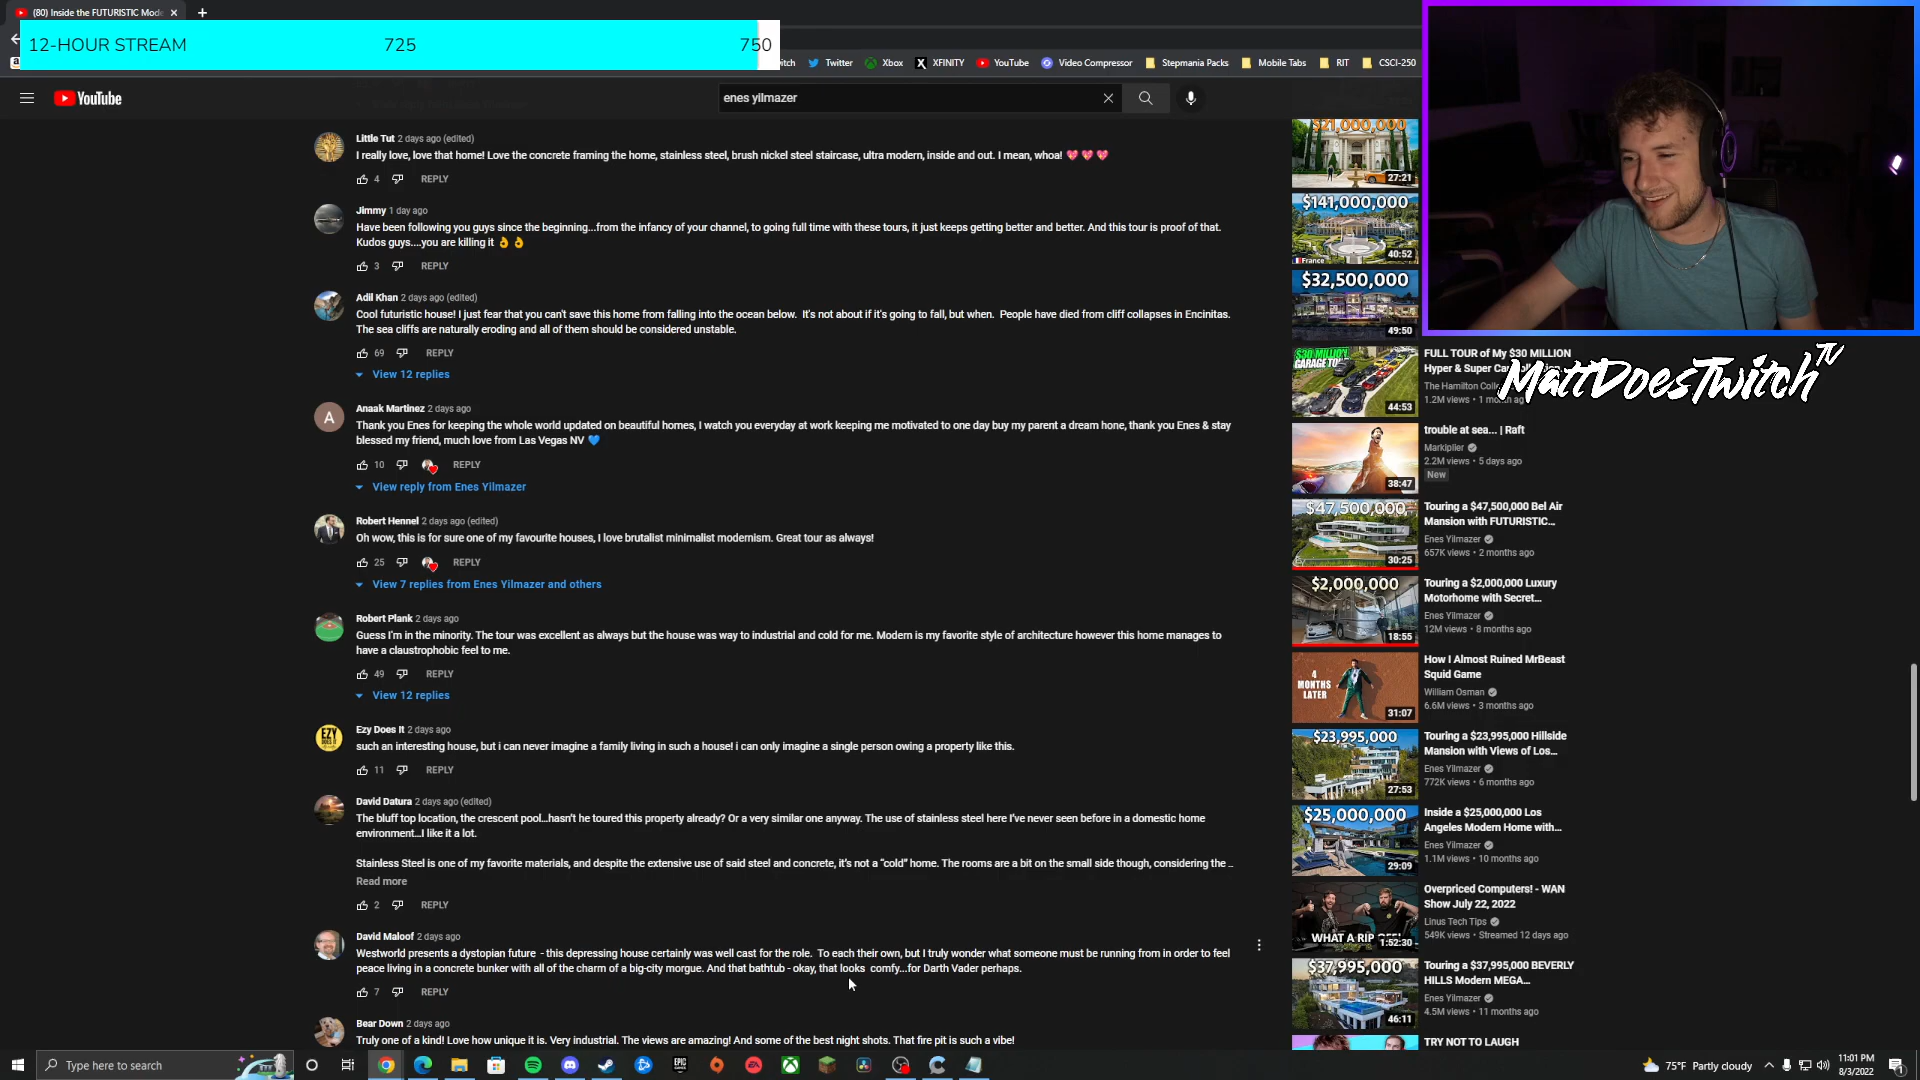 (80) Inside the FUTURISTIC Mode
12-HOUR STREAM 725 750
Twitter Xbox XFINITY YouTube Video Compressor Stepmania Packs Mobile Tabs RIT CSCI-250
YouTube
enes yilmazer
Little Tut 2 days ago (edited)
I really love, love that home! Love the concrete framing the home, stainless steel, brush nickel steel staircase, ultra modern, inside and out. I mean, whoa! 💖 💖 💖
4 REPLY
Jimmy 1 day ago
Have been following you guys since the beginning...from the infancy of your channel, to going full time with these tours, it just keeps getting better and better. And this tour is proof of that.
Kudos guys....you are killing it 👌 👌
3 REPLY
Adil Khan 2 days ago (edited)
Cool futuristic house! I just fear that you can't save this home from falling into the ocean below. It's not about if it's going to fall, but when. People have died from cliff collapses in Encinitas.
The sea cliffs are naturally eroding and all of them should be considered unstable.
69 REPLY
View 12 replies
A
Anaak Martinez 2 days ago
Thank you Enes for keeping the whole world updated on beautiful homes, I watch you everyday at work keeping me motivated to one day buy my parent a dream hone, thank you Enes & stay
blessed my friend, much love from Las Vegas NV 💙
10 REPLY
View reply from Enes Yilmazer
Robert Hennel 2 days ago (edited)
Oh wow, this is for sure one of my favourite houses, I love brutalist minimalist modernism. Great tour as always!
25 REPLY
View 7 replies from Enes Yilmazer and others
Robert Plank 2 days ago
Guess I'm in the minority. The tour was excellent as always but the house was way to industrial and cold for me. Modern is my favorite style of architecture however this home manages to
have a claustrophobic feel to me.
49 REPLY
View 12 replies
EZY
DOES IT
Ezy Does It 2 days ago
such an interesting house, but i can never imagine a family living in such a house! i can only imagine a single person owing a property like this.
11 REPLY
David Datura 2 days ago (edited)
The bluff top location, the crescent pool...hasn't he toured this property already? Or a very similar one anyway. The use of stainless steel here I've never seen before in a domestic home
environment...I like it a lot.
Stainless Steel is one of my favorite materials, and despite the extensive use of said steel and concrete, it's not a "cold" home. The rooms are a bit on the small side though, considering the ...
Read more
2 REPLY
David Maloof 2 days ago
Westworld presents a dystopian future - this depressing house certainly was well cast for the role. To each their own, but I truly wonder what someone must be running from in order to feel
peace living in a concrete bunker with all of the charm of a big-city morgue. And that bathtub - okay, that looks comfy...for Darth Vader perhaps.
7 REPLY
Bear Down 2 days ago
Truly one of a kind! Love how unique it is. Very industrial. The views are amazing! And some of the best night shots. That fire pit is such a vibe!
$21,000,000
27:21
$141,000,000
France
40:52
$32,500,000
49:50
$30 MILLION
GARAGE TOUR
44:53
FULL TOUR of My $30 MILLION
Hyper & Super Car
The Hamilton
1.2M views • 1 month ag
MattDoesTwitch TV
38:47
trouble at sea... | Raft
Markiplier
2.2M views • 5 days ago
New
$47,500,000
30:25
Touring a $47,500,000 Bel Air
Mansion with FUTURISTIC...
Enes Yilmazer
657K views • 2 months ago
$2,000,000
18:55
Touring a $2,000,000 Luxury
Motorhome with Secret...
Enes Yilmazer
12M views • 8 months ago
4
MONTHS
LATER
31:07
How I Almost Ruined MrBeast
Squid Game
William Osman
6.6M views • 3 months ago
$23,995,000
27:53
Touring a $23,995,000 Hillside
Mansion with Views of Los...
Enes Yilmazer
772K views • 6 months ago
$25,000,000
29:09
Inside a $25,000,000 Los
Angeles Modern Home with...
Enes Yilmazer
1.1M views • 10 months ago
WHAT A RIP OFF!
1:52:30
Overpriced Computers! - WAN
Show July 22, 2022
Linus Tech Tips
549K views • Streamed 12 days ago
$37,995,000
46:11
Touring a $37,995,000 BEVERLY
HILLS Modern MEGA...
Enes Yilmazer
4.5M views • 11 months ago
TRY NOT TO LAUGH
Type here to search
75°F Partly cloudy
11:01 PM
8/3/2022